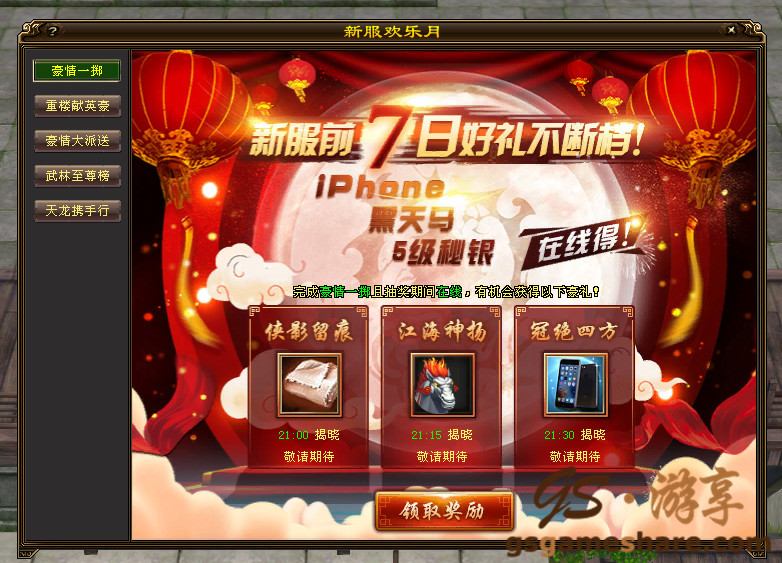 ?
新服欢乐月
×
豪情一掷
重楼献英豪
豪情大派送
武林至尊榜
天龙携手行
新服前7日好礼不断档!
iPhone
黑天马
5级秘银
在线得!
完成豪情一掷且抽奖期间在线，有机会获得以下豪礼!
侠影留痕
江海神扬
冠绝四方
21:00 揭晓
21:15 揭晓
21:30 揭晓
敬请期待
敬请期待
敬请期待
领取奖励
GS·游享
gsgameshare.com